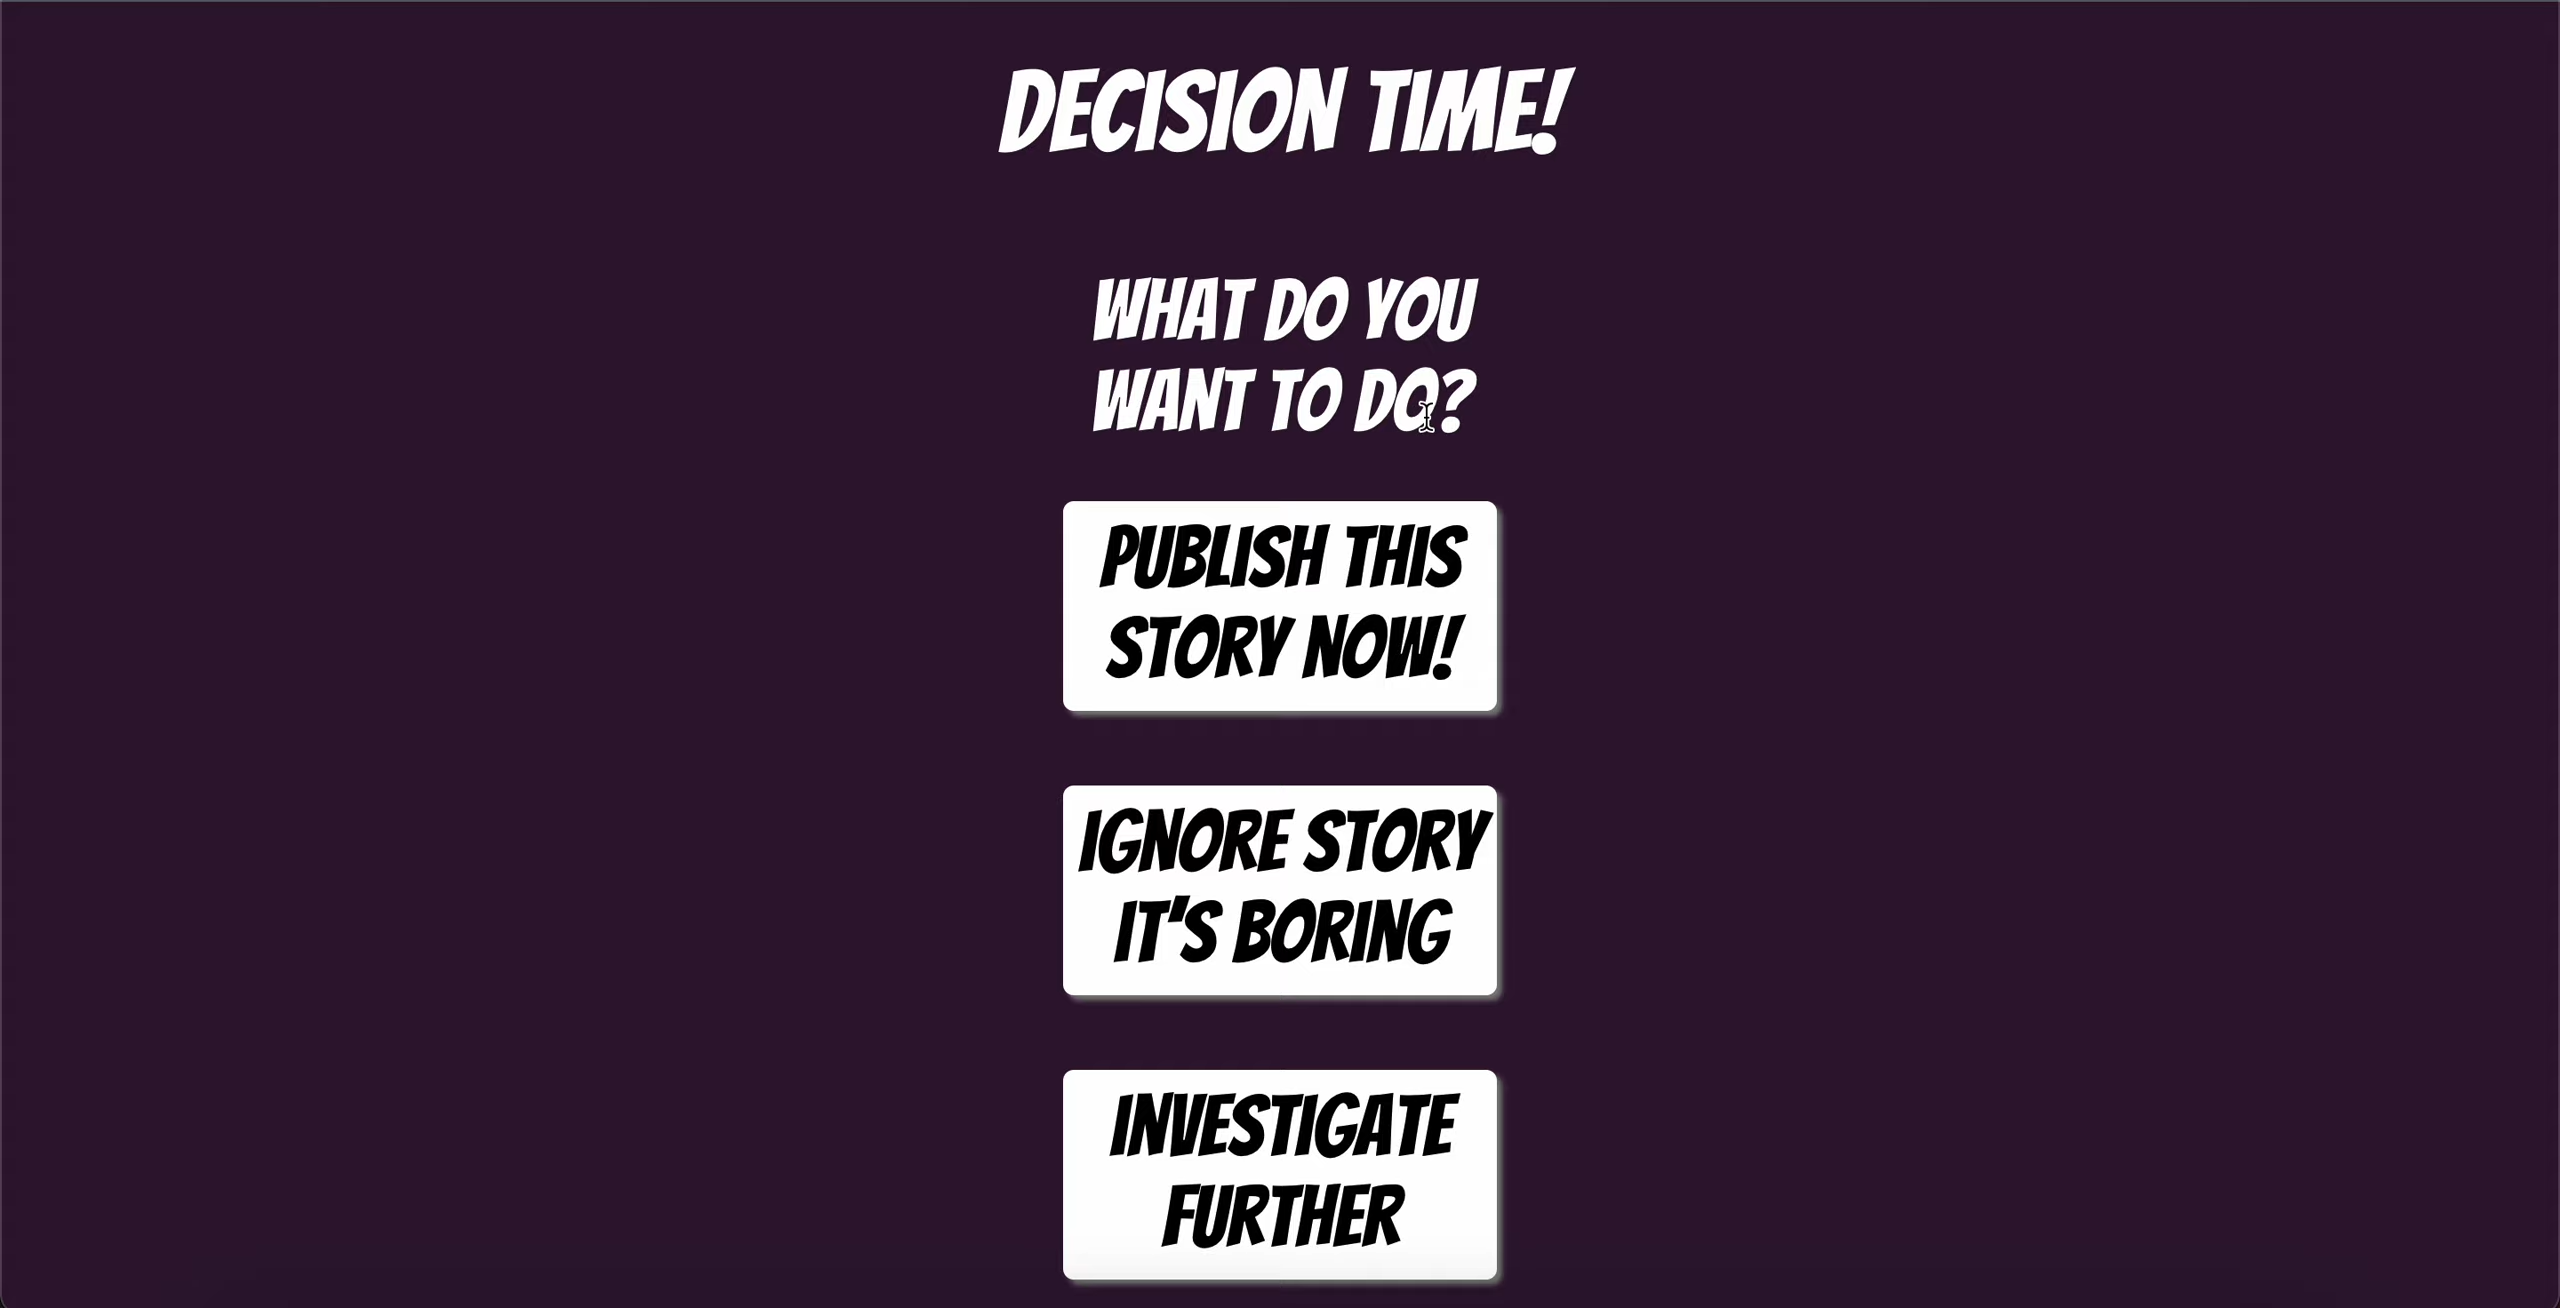 DECISION TIME!
WHAT DO YOU
WANT TO DO?
PUBLISH THIS
STORY NOW!
IGNORE STORY
IT'S BORING
INVESTIGATE
FURTHER